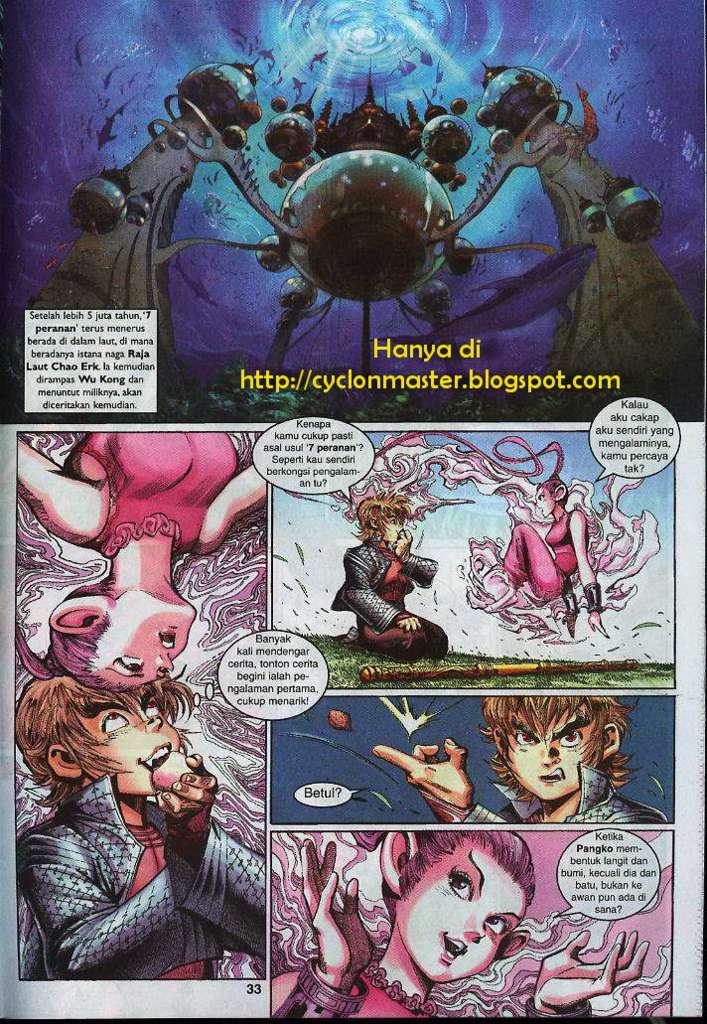 Setelah lebih 5 juta tahun,'7
peranan' terus menerus
berada di dalam laut, di mana
beradanya istana naga Raja
Laut Chao Erk. Ia kemudian
dirampas Wu Kong dan
menuntut miliknya, akan
diceritakan kemudian.
Hanya di
http://cyclonmaster.blogspot.com
Kenapa
kamu cukup pasti
asal usul '7 peranan'?
Seperti kau sendiri
berkongsi pengalam-
an tu?
Kalau
aku cakap
aku sendiri yang
mengalaminya,
kamu percaya
tak?
Banyak
kali mendengar
cerita, tonton cerita
begini ialah pe-
ngalaman pertama,
cukup menarik!
Betul?
Ketika
Pangko mem-
bentuk langit dan
bumi, kecuali dia dan
batu, bukan ke
awan pun ada di
sana?
33